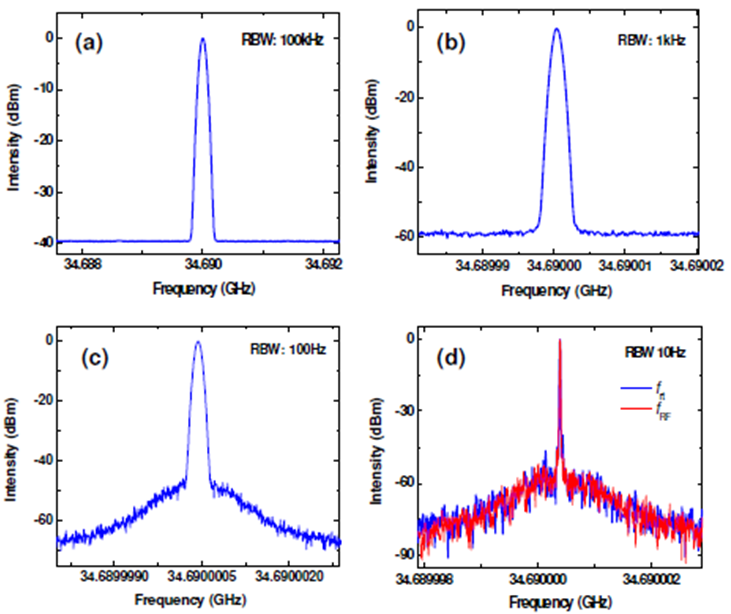 (a)
RBW: 100kHz
0
-10
-20
-30
-40
Intensity (dBm)
34.688
34.690
34.692
Frequency (GHz)
(b)
RBW: 1kHz
0
-20
-40
-60
Intensity (dBm)
34.68999
34.69000
34.69001
34.69002
Frequency (GHz)
(c)
RBW: 100Hz
0
-20
-40
-60
Intensity (dBm)
34.6899990
34.6900005
34.6900020
Frequency (GHz)
(d)
RBW 10Hz
f_rt
f_RF
0
-30
-60
-90
Intensity (dBm)
34.689998
34.690000
34.690002
Frequency (GHz)